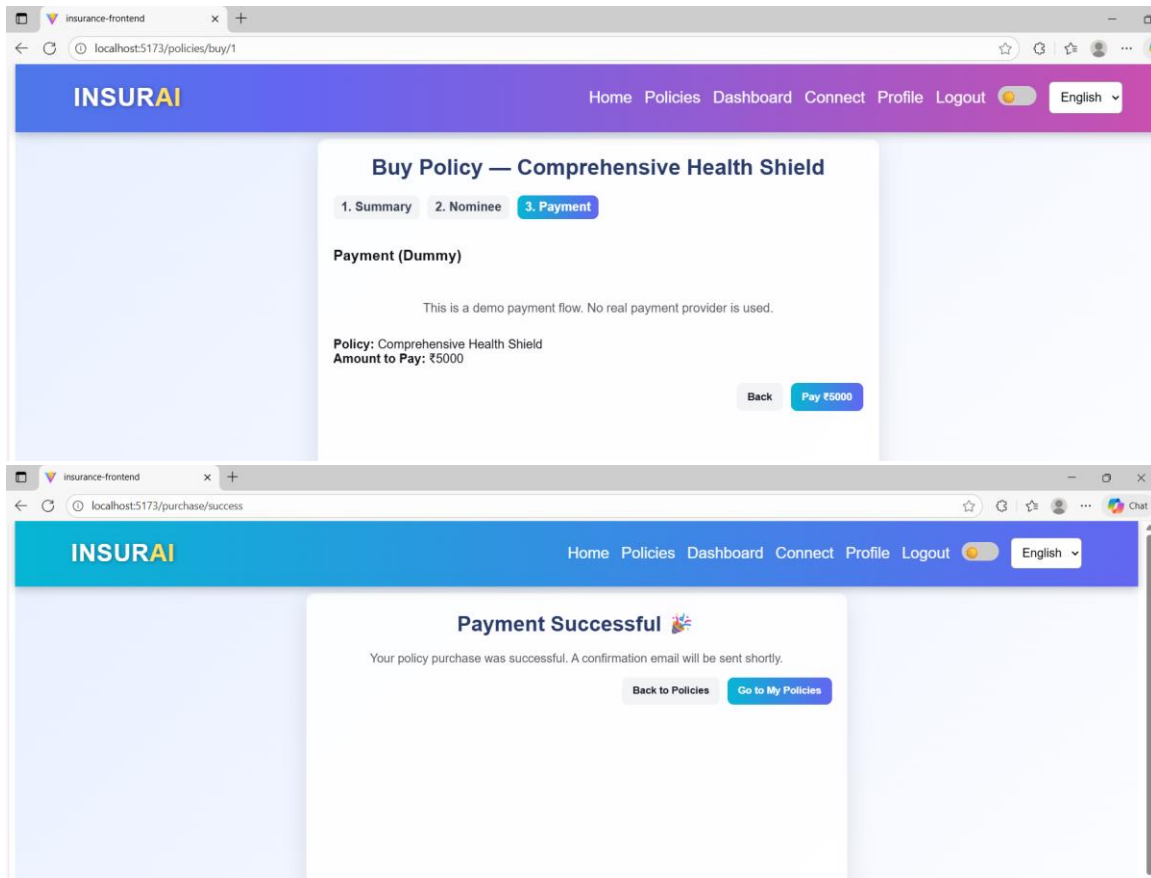 insurance-frontend
localhost:5173/policies/buy/1
INSURAI
Home Policies Dashboard Connect Profile Logout English
Buy Policy — Comprehensive Health Shield
1. Summary 2. Nominee 3. Payment
Payment (Dummy)
This is a demo payment flow. No real payment provider is used.
Policy: Comprehensive Health Shield
Amount to Pay: ₹5000
Back Pay ₹5000
insurance-frontend
localhost:5173/purchase/success
Chat
INSURAI
Home Policies Dashboard Connect Profile Logout English
Payment Successful 🎉
Your policy purchase was successful. A confirmation email will be sent shortly.
Back to Policies Go to My Policies